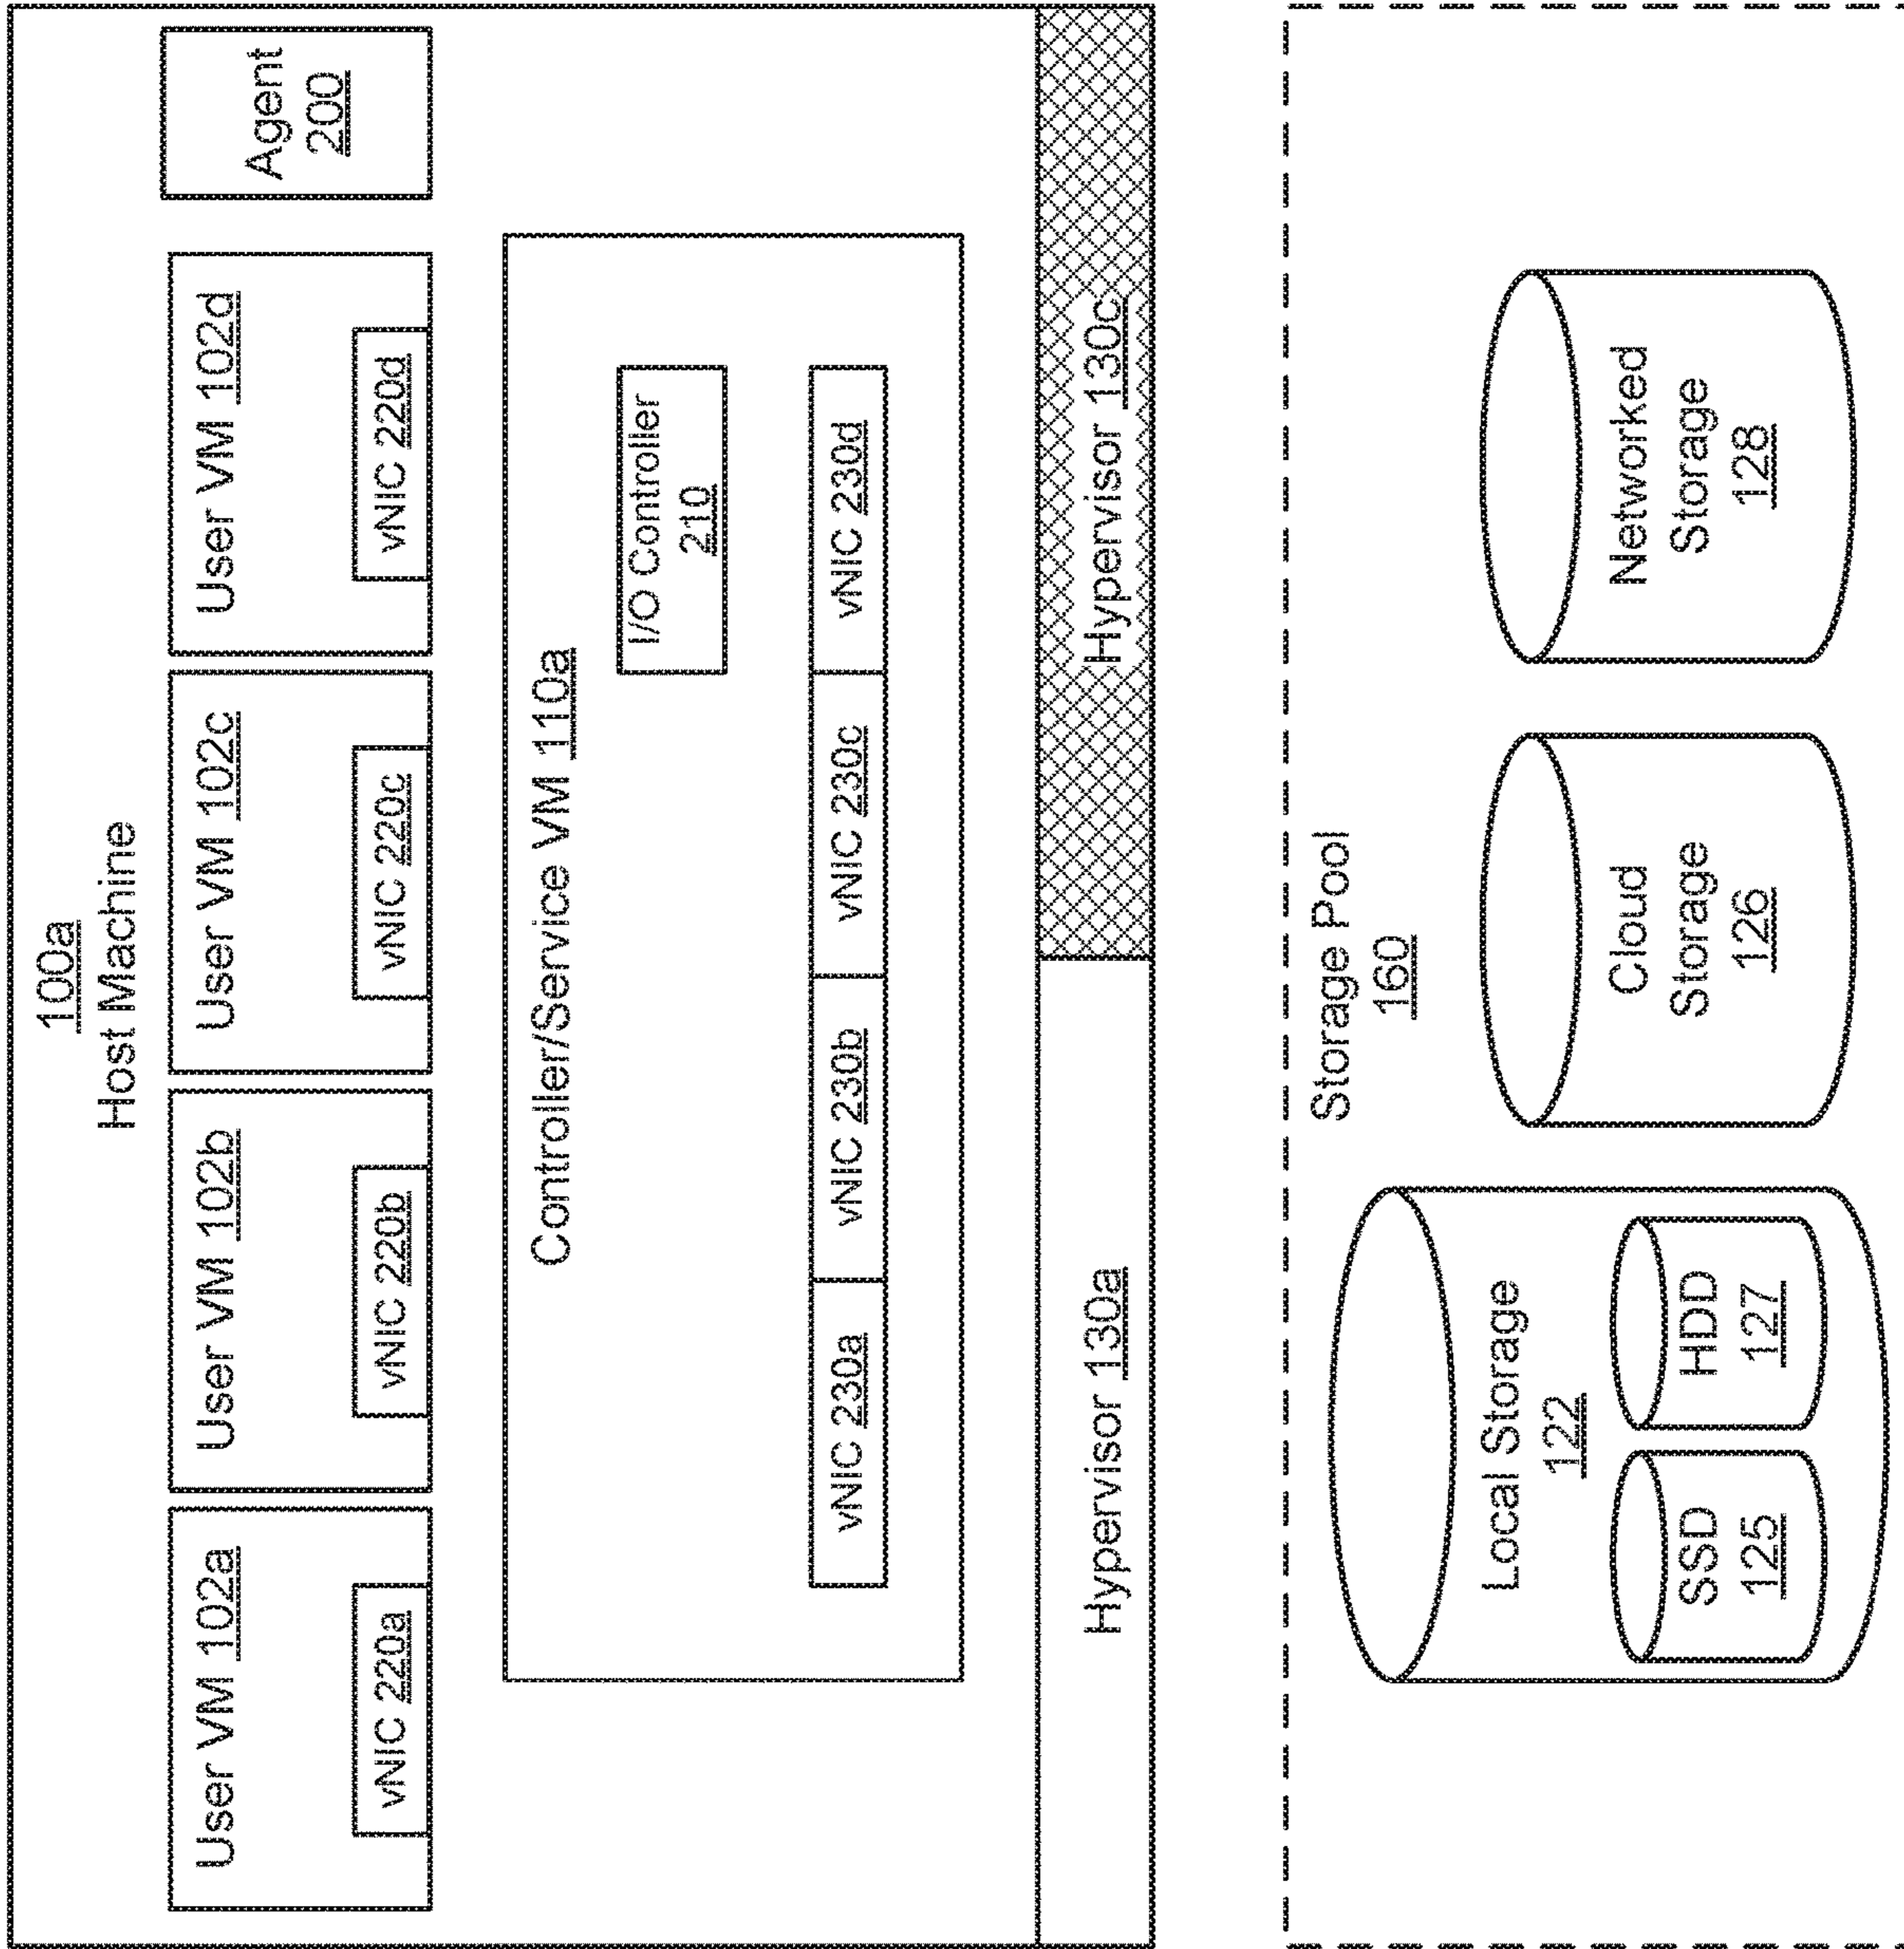 100a
Host Machine
User VM 102a
vNIC 220a
User VM 102b
vNIC 220b
User VM 102c
vNIC 220c
User VM 102d
vNIC 220d
Agent
200
Controller/Service VM 110a
I/O Controller
210
vNIC 230a
vNIC 230b
vNIC 230c
vNIC 230d
Hypervisor 130a
Hypervisor 130c
Storage Pool
160
Local Storage
122
SSD
125
HDD
127
Cloud
Storage
126
Networked
Storage
128